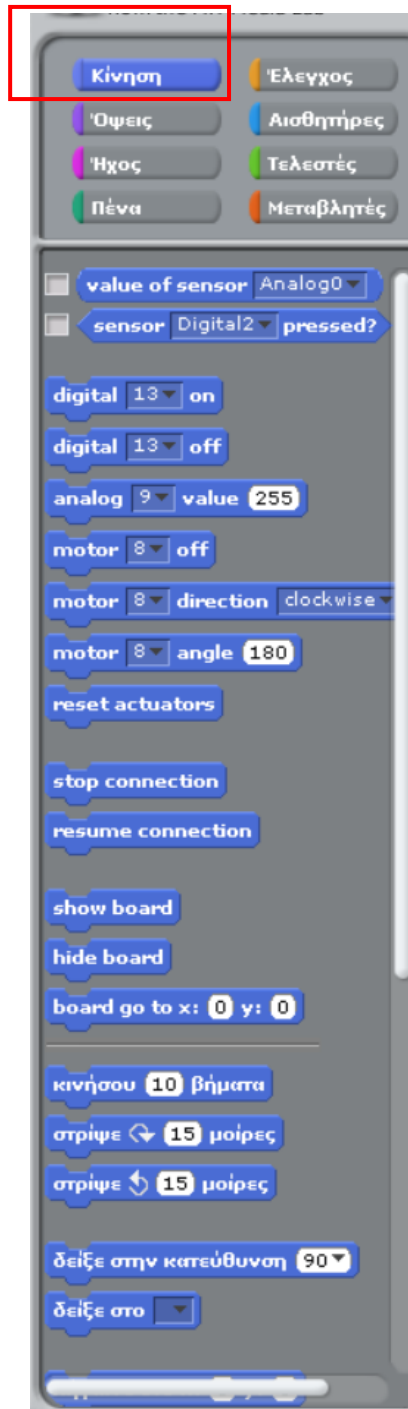 Κίνηση Έλεγχος
Όψεις Αισθητήρες
Ήχος Τελεστές
Πένα Μεταβλητές
value of sensor Analog0
sensor Digital2 pressed?
digital 13 on
digital 13 off
analog 9 value 255
motor 8 off
motor 8 direction clockwise
motor 8 angle 180
reset actuators
stop connection
resume connection
show board
hide board
board go to x: 0 y: 0
κινήσου 10 βήματα
στρίψε 15 μοίρες
στρίψε 15 μοίρες
δείξε στην κατεύθυνση 90
δείξε στο